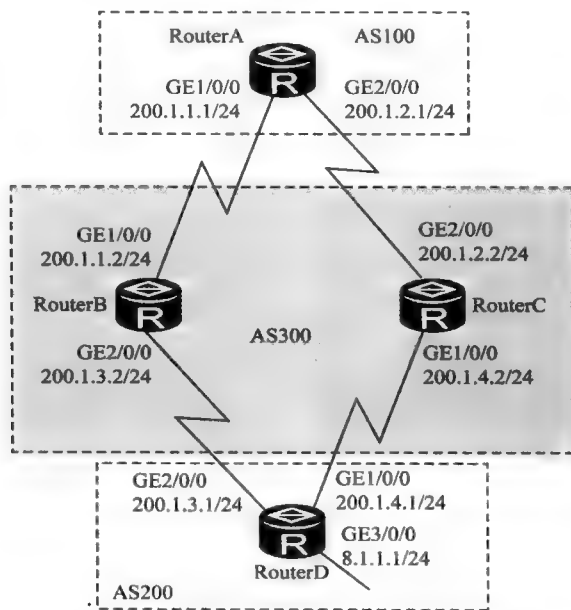 RouterA
AS100
GE1/0/0
200.1.1.1/24
R
GE2/0/0
200.1.2.1/24
GE1/0/0
200.1.1.2/24
GE2/0/0
200.1.2.2/24
RouterB
R
AS300
R
RouterC
GE2/0/0
200.1.3.2/24
GE1/0/0
200.1.4.2/24
GE2/0/0
200.1.3.1/24
GE1/0/0
200.1.4.1/24
R
GE3/0/0
8.1.1.1/24
RouterD
AS200